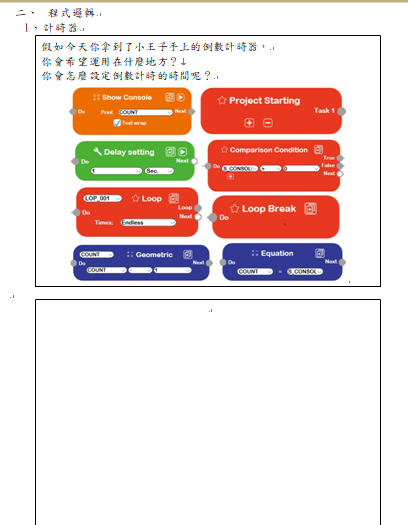 二、 程式邏輯
1、計時器
假如今天你拿到了小王子手上的倒數計時器，
你會希望運用在什麼地方？↓
你會怎麼設定倒數計時的時間呢？
Show Console
Do Print COUNT Next
Text wrap
Project Starting
Task 1
Delay setting
Do Next
1 Sec.
Comparison Condition
True
Do S_CONSOL = 0 False
Next
LOP_001 Loop
Loop
Do Next
Times: Endless
Loop Break
Do
COUNT Geometric
Do Next
COUNT - 1
Equation
Do Next
COUNT = S_CONSOL